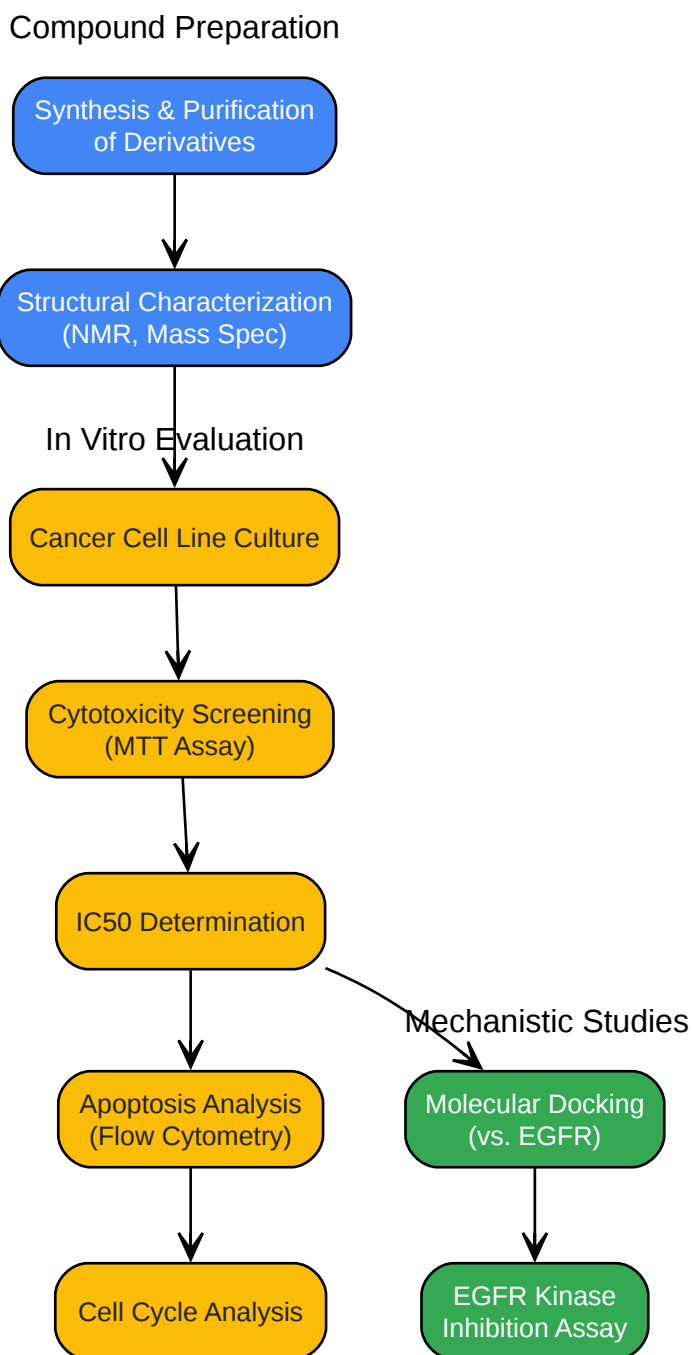 Compound Preparation
Synthesis & Purification
of Derivatives
Structural Characterization
(NMR, Mass Spec)
In Vitro Evaluation
Cancer Cell Line Culture
Cytotoxicity Screening
(MTT Assay)
IC50 Determination
Mechanistic Studies
Apoptosis Analysis
(Flow Cytometry)
Molecular Docking
(vs. EGFR)
Cell Cycle Analysis
EGFR Kinase
Inhibition Assay